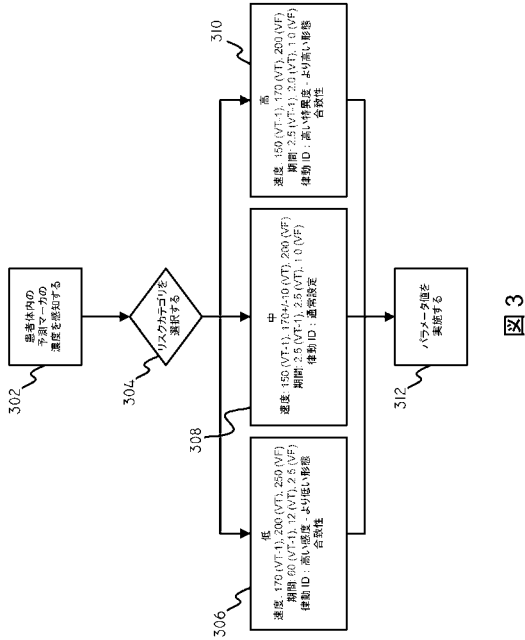 302
患者体内の
予測マーカの
濃度を感知する
304
リスクカテゴリを
選択する
306
低
速度: 170 (VT-1), 200 (VT), 250 (VF)
期間: 60 (VT-1), 12 (VT), 2.5 (VF)
律動 ID：高い感度 - より低い形態
合致性
308
中
速度: 150 (VT-1), 170+/-10 (VT), 200 (VF)
期間: 2.5 (VT-1), 2.5 (VT), 1.0 (VF)
律動 ID：通常設定
310
高
速度: 150 (VT-1), 170 (VT), 200 (VF)
期間: 2.5 (VT-1), 2.0 (VT), 1.0 (VF)
律動 ID：高い特異度 - より高い形態
合致性
312
パラメータ値を
実施する
図 3